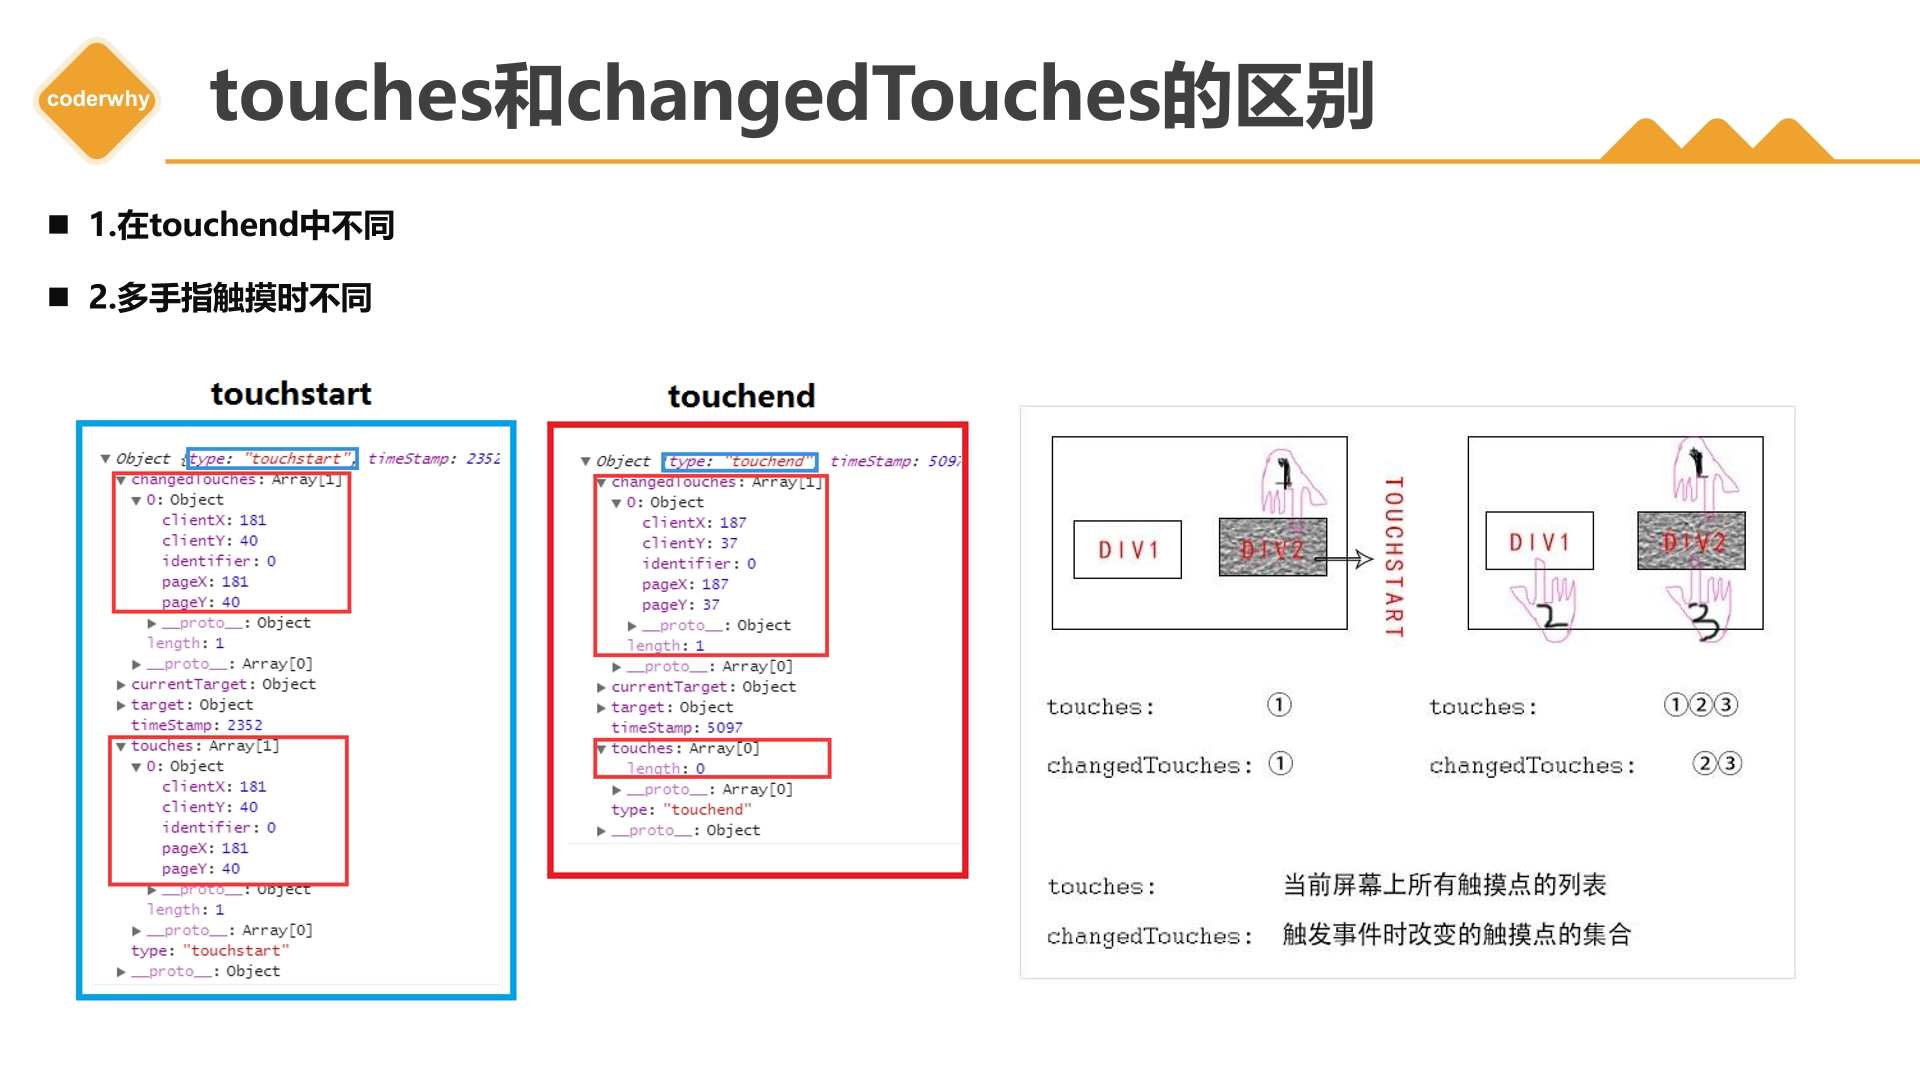 coderwhy
touches和changedTouches的区别
1.在touchend中不同
2.多手指触摸时不同
touchstart
Object {type: "touchstart", timeStamp: 2352
changedTouches: Array[1]
0: Object
clientX: 181
clientY: 40
identifier: 0
pageX: 181
pageY: 40
__proto__: Object
length: 1
__proto__: Array[0]
currentTarget: Object
target: Object
timeStamp: 2352
touches: Array[1]
0: Object
clientX: 181
clientY: 40
identifier: 0
pageX: 181
pageY: 40
__proto__: Object
length: 1
__proto__: Array[0]
type: "touchstart"
__proto__: Object
touchend
Object {type: "touchend", timeStamp: 5097
changedTouches: Array[1]
0: Object
clientX: 187
clientY: 37
identifier: 0
pageX: 187
pageY: 37
__proto__: Object
length: 1
__proto__: Array[0]
currentTarget: Object
target: Object
timeStamp: 5097
touches: Array[0]
length: 0
__proto__: Array[0]
type: "touchend"
__proto__: Object
1
DIV1
DIV2
TOUCHSTART
1
DIV1
DIV2
2
3
touches: ①
changedTouches: ①
touches: ①②③
changedTouches: ②③
touches: 当前屏幕上所有触摸点的列表
changedTouches: 触发事件时改变的触摸点的集合